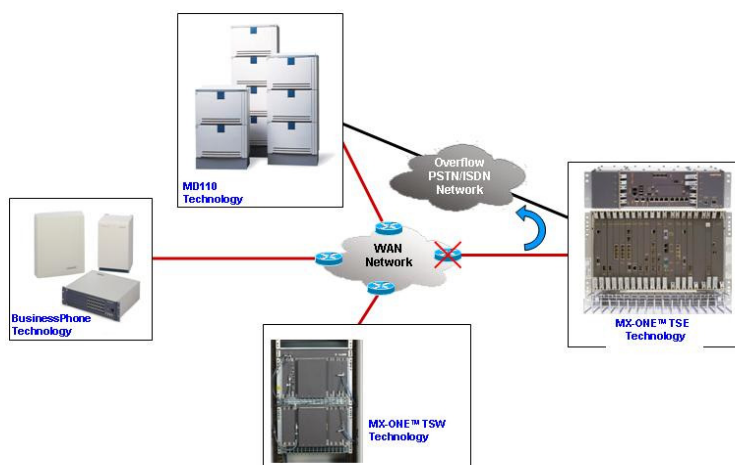 MD110
Technology
Overflow
PSTN/ISDN
Network
WAN
Network
BusinessPhone
Technology
MX-ONE™ TSE
Technology
MX-ONE™ TSW
Technology